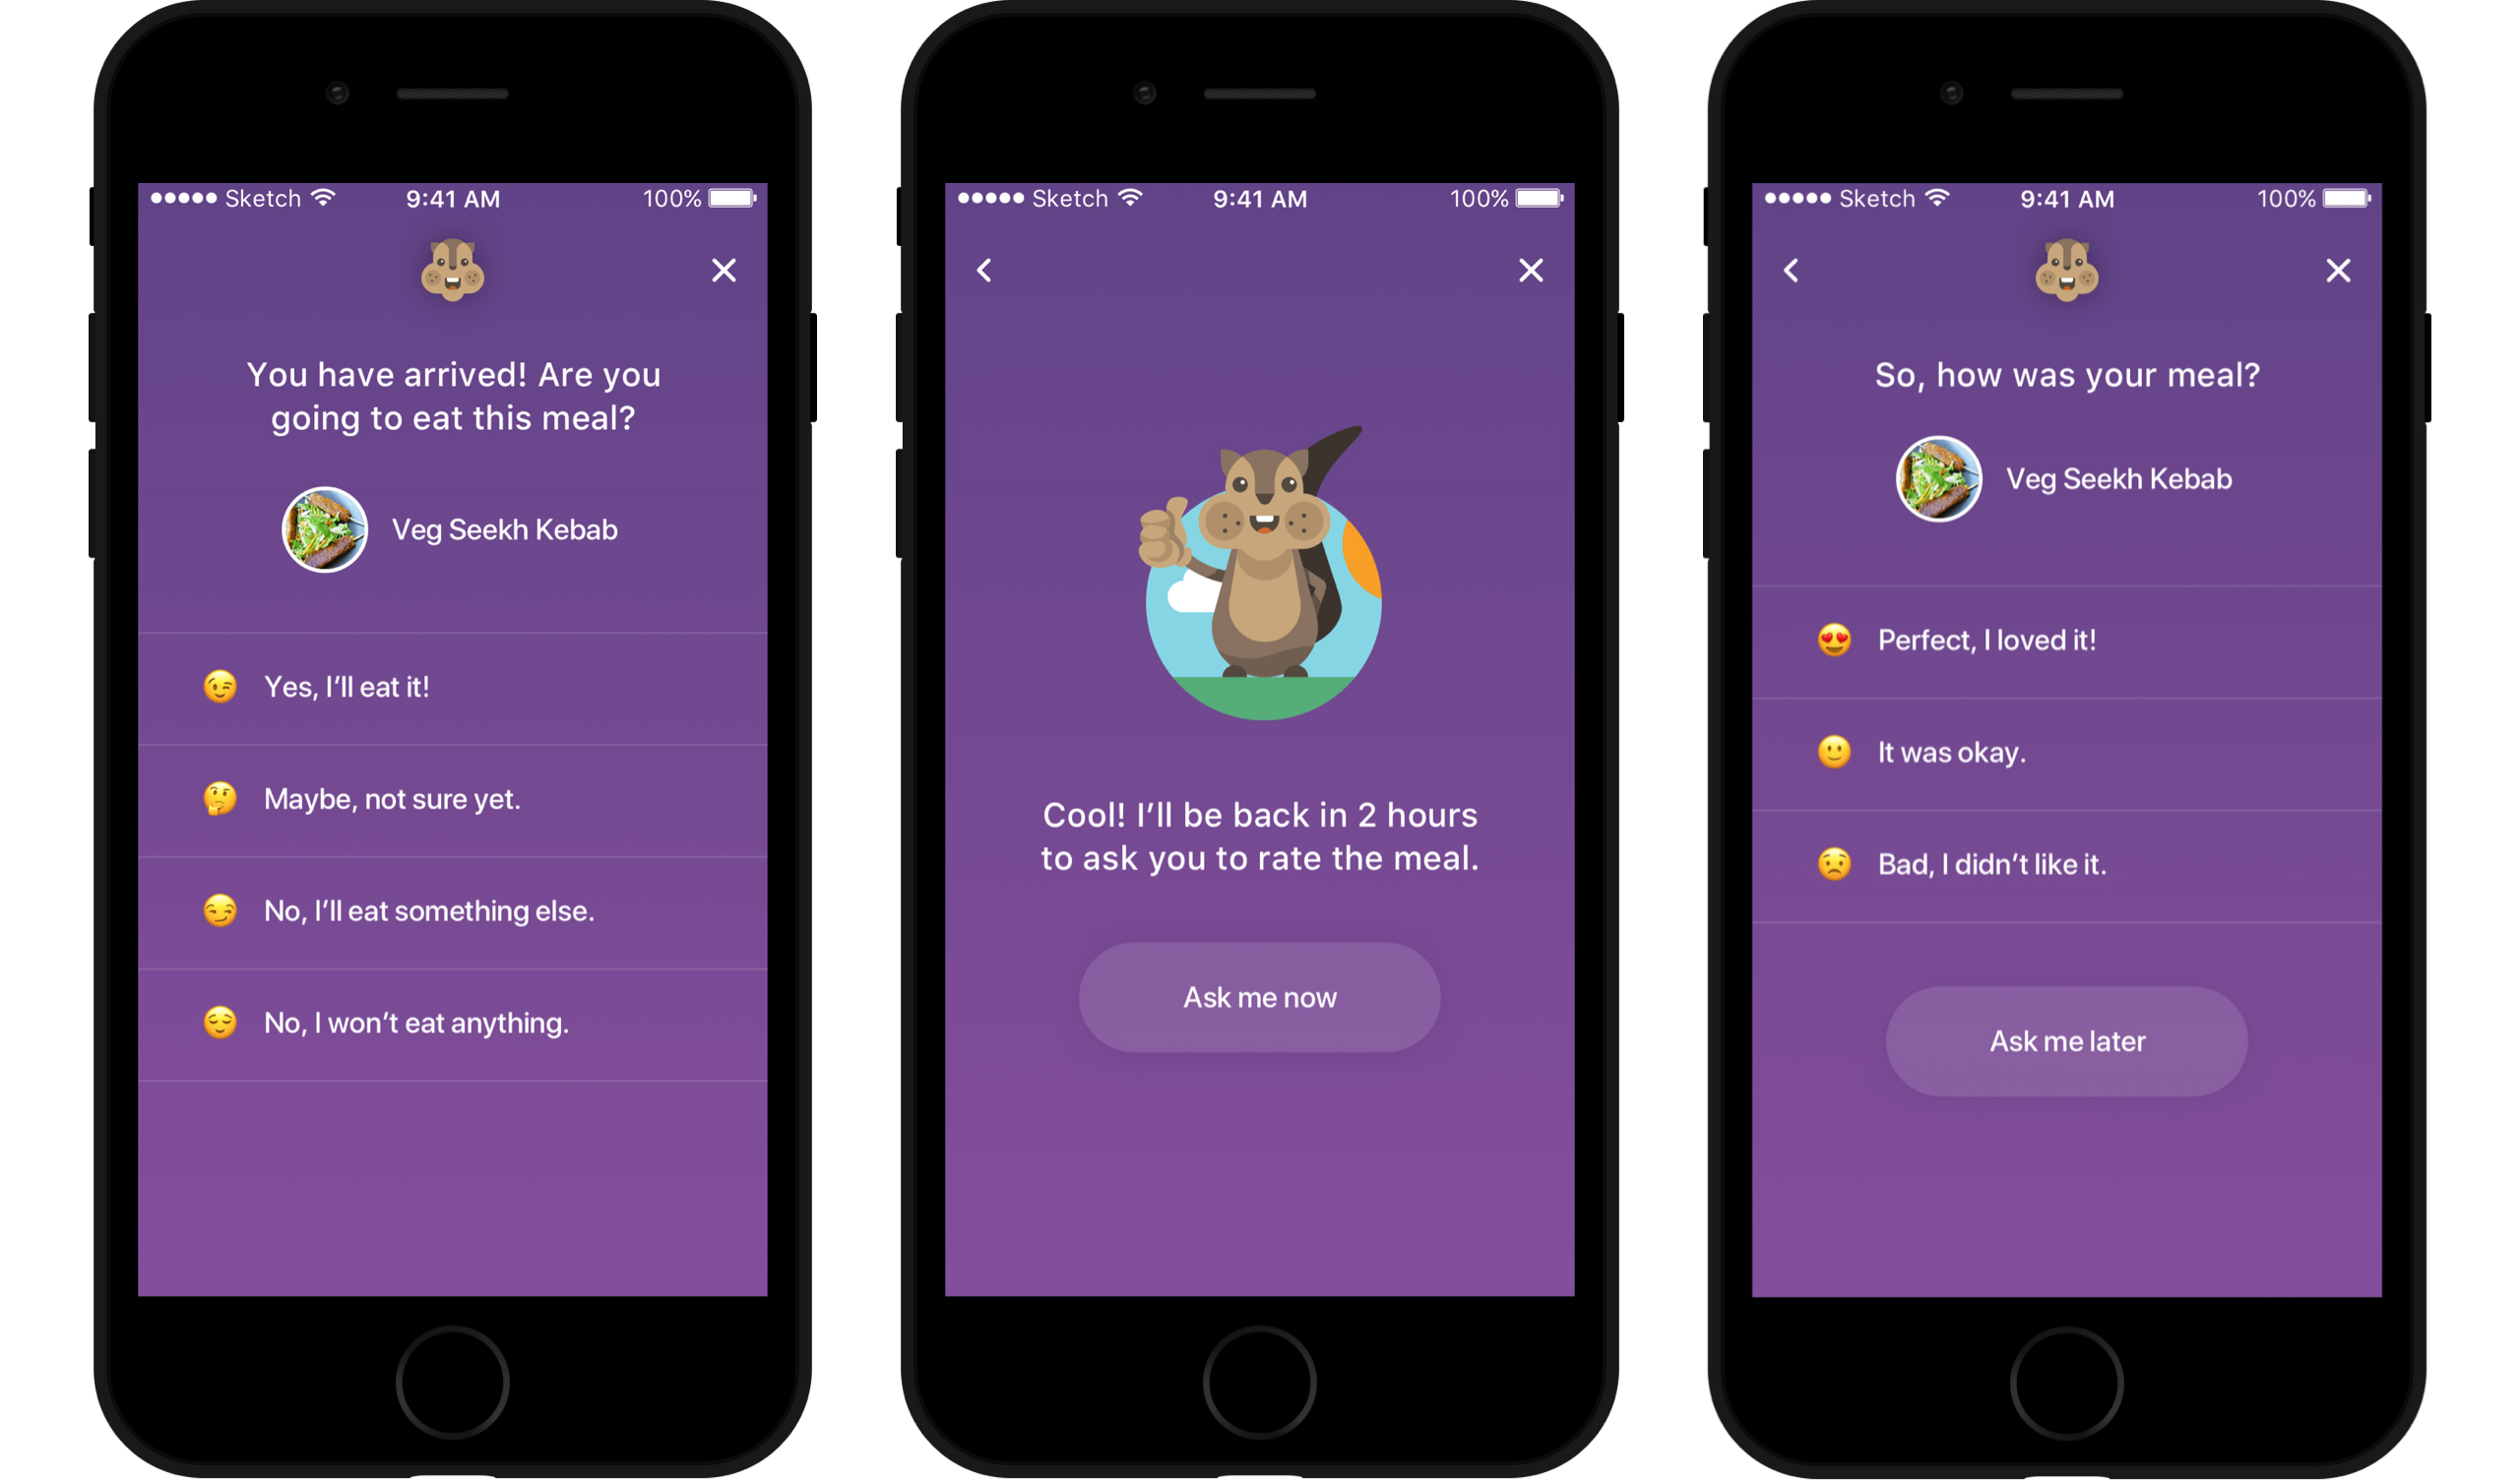 Sketch 9:41 AM 100%
You have arrived! Are you
going to eat this meal?
Veg Seekh Kebab
Yes, I’ll eat it!
Maybe, not sure yet.
No, I’ll eat something else.
No, I won’t eat anything.
Sketch 9:41 AM 100%
Cool! I’ll be back in 2 hours
to ask you to rate the meal.
Ask me now
Sketch 9:41 AM 100%
So, how was your meal?
Veg Seekh Kebab
Perfect, I loved it!
It was okay.
Bad, I didn’t like it.
Ask me later